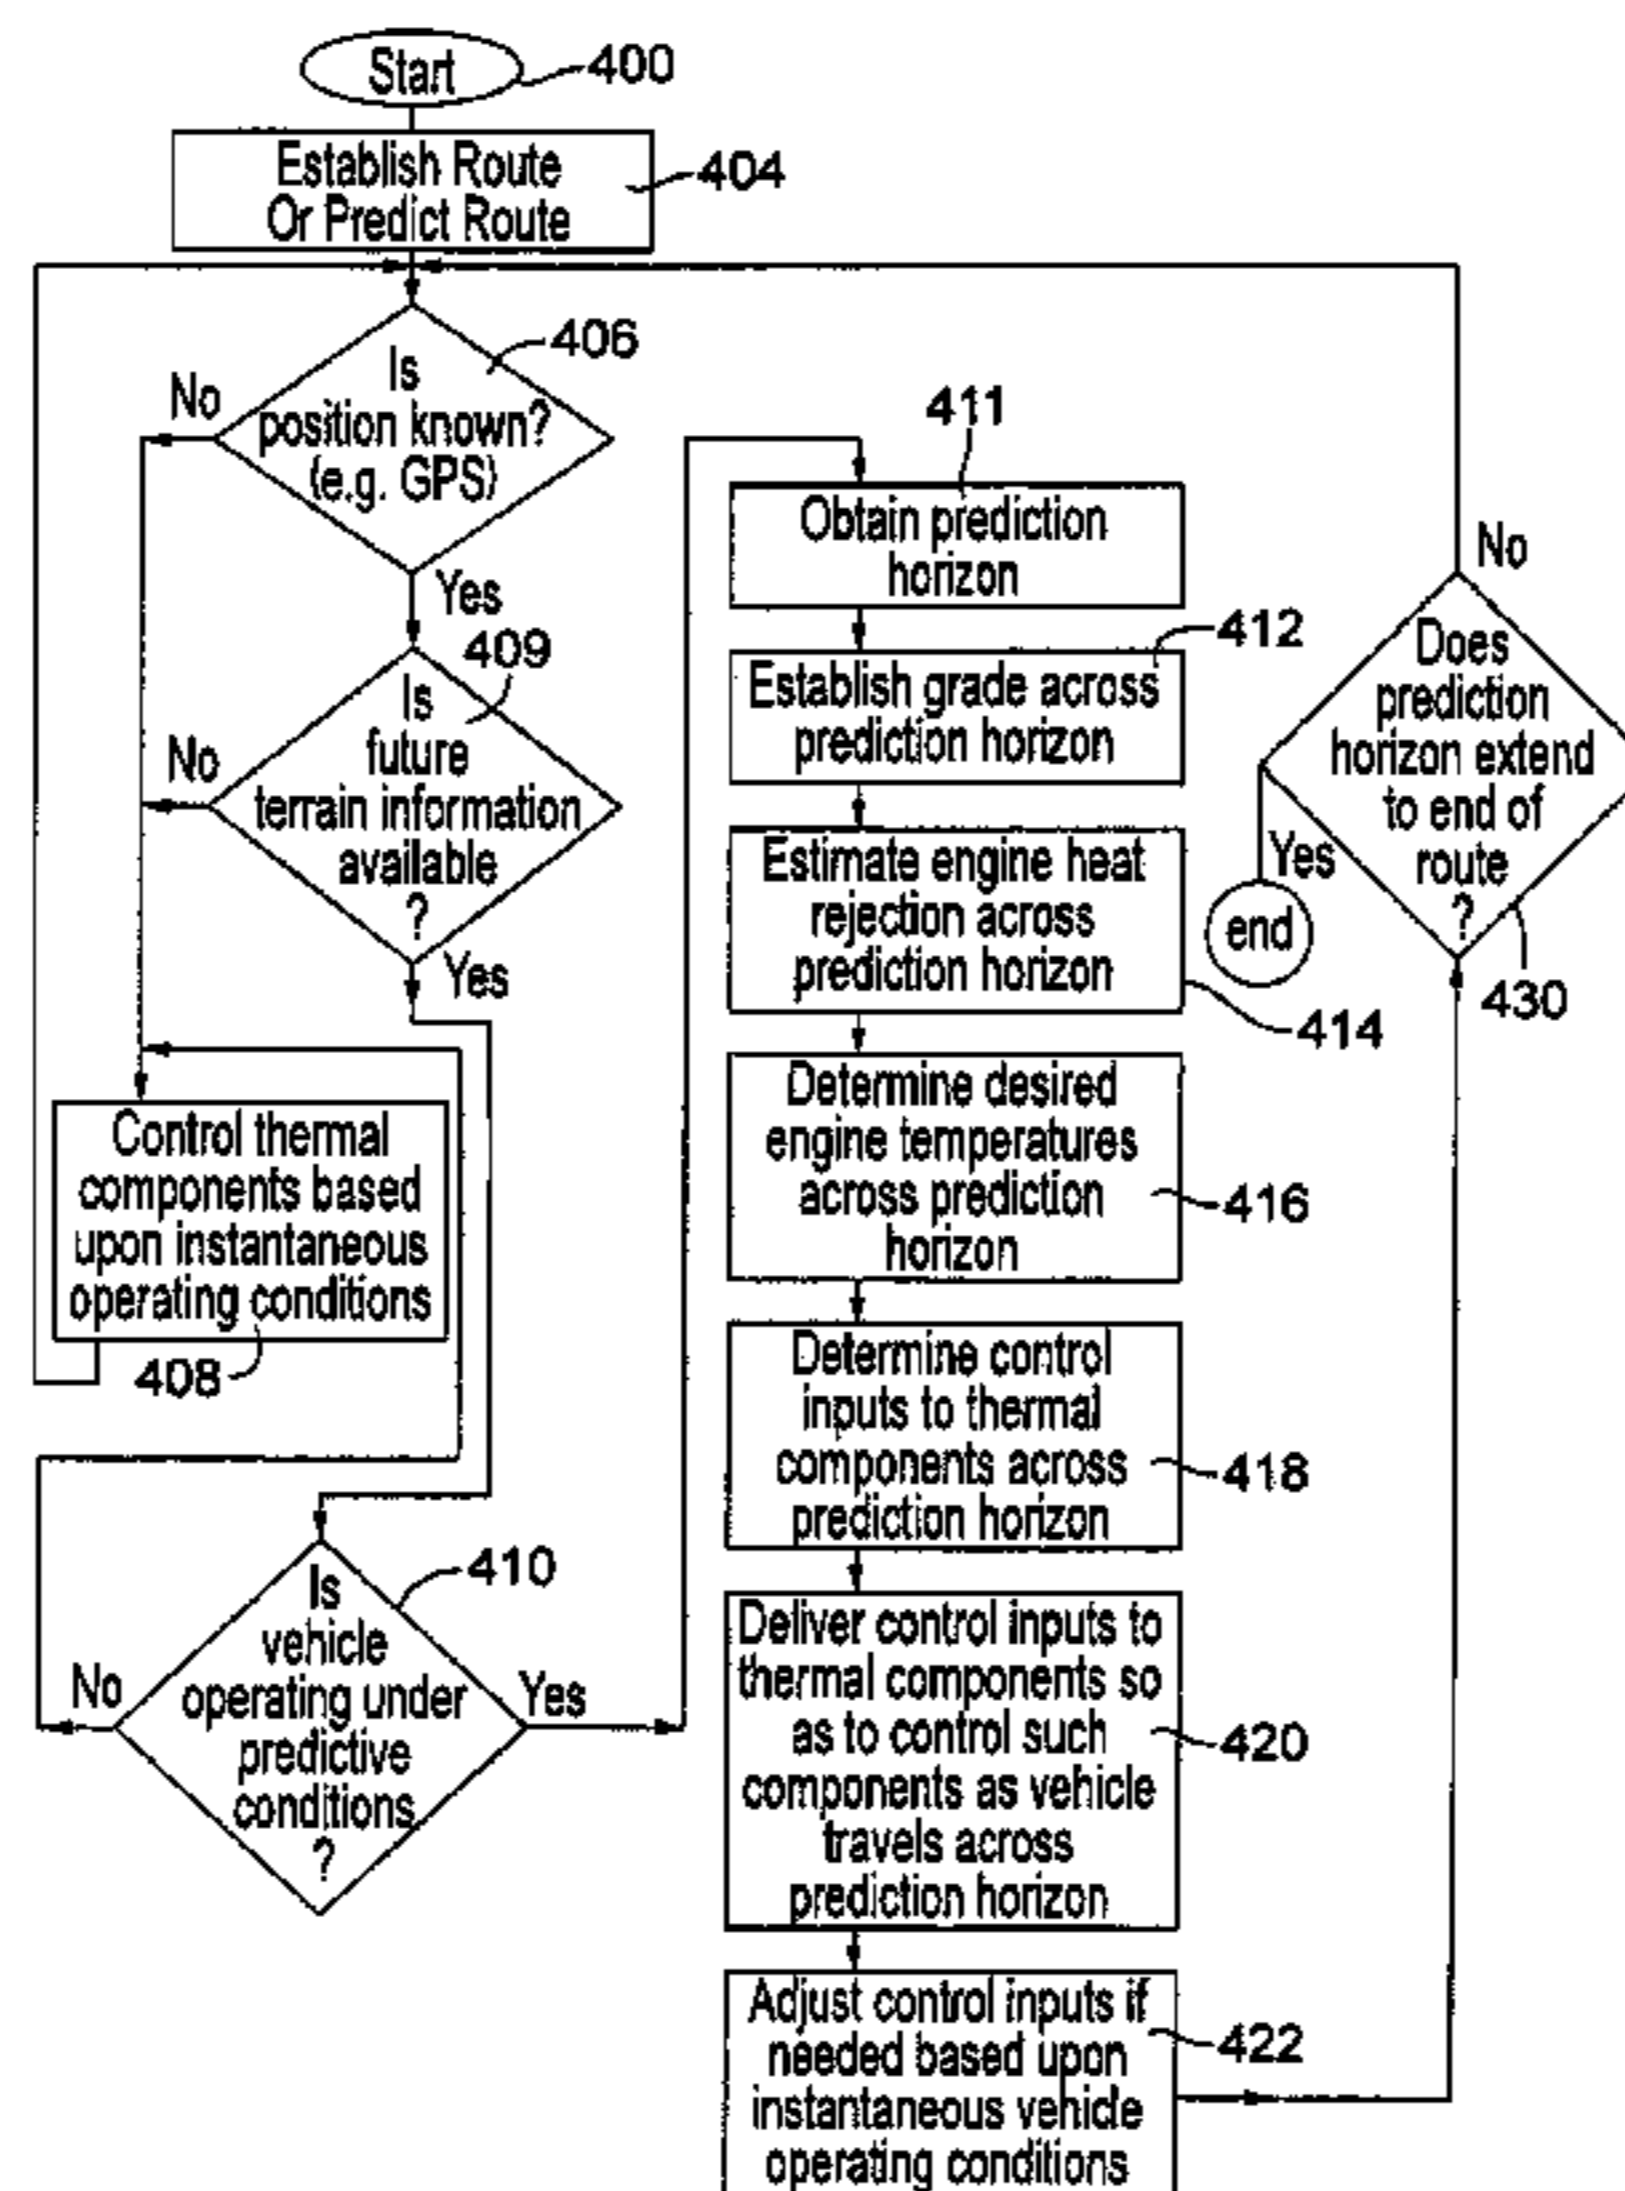 Start
400
Establish Route
Or Predict Route
404
Is
position known?
(e.g. GPS)
406
No
Yes
409
Is
future
terrain information
available
?
No
Yes
Control thermal
components based
upon instantaneous
operating conditions
408
410
Is
vehicle
operating under
predictive
conditions
?
No
Yes
411
Obtain prediction
horizon
412
Establish grade across
prediction horizon
Estimate engine heat
rejection across
prediction horizon
414
Determine desired
engine temperatures
across prediction
horizon
416
Determine control
inputs to thermal
components across
prediction horizon
418
Deliver control inputs to
thermal components so
as to control such
components as vehicle
travels across
prediction horizon
420
Adjust control inputs if
needed based upon
instantaneous vehicle
operating conditions
422
No
Does
prediction
horizon extend
to end of
route
?
Yes
end
430